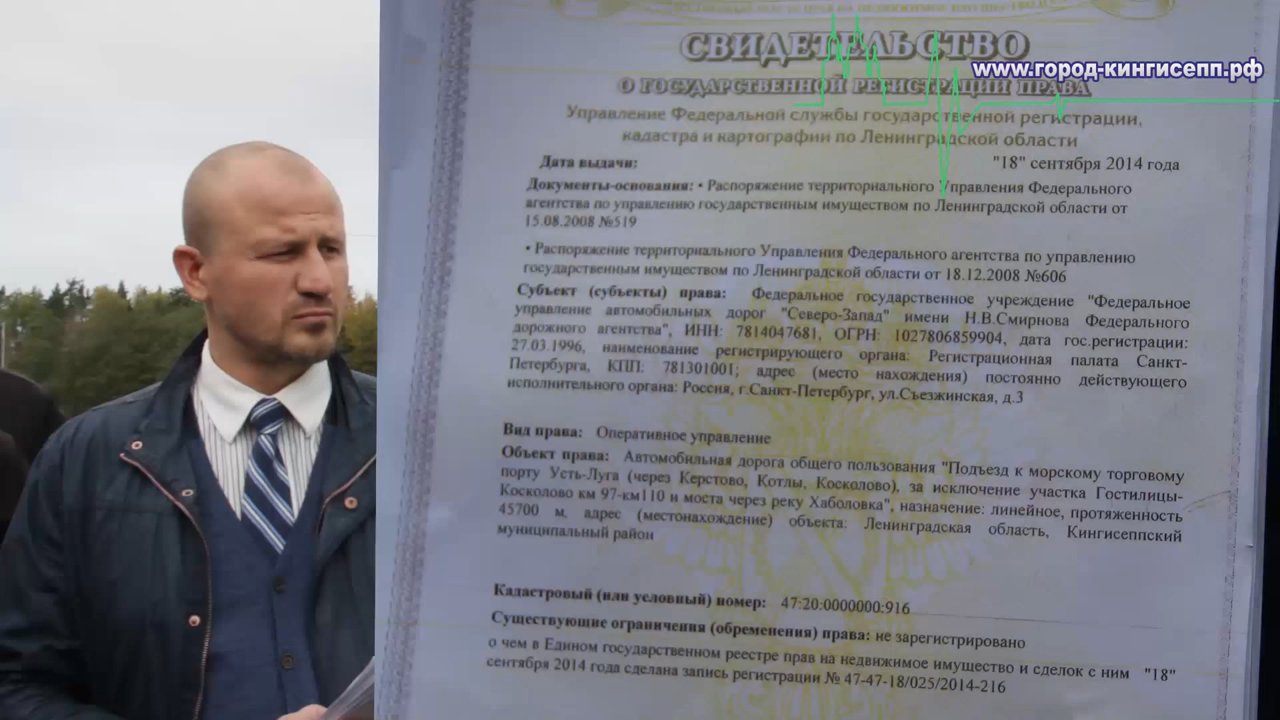 СВИДЕТЕЛЬСТВО
www.город-кингисепп.рф
О ГОСУДАРСТВЕННОЙ РЕГИСТРАЦИИ ПРАВА
Управление Федеральной службы государственной регистрации,
кадастра и картографии по Ленинградской области
Дата выдачи: "18" сентября 2014 года
Документы-основания: • Распоряжение территориального Управления Федерального
агентства по управлению государственным имуществом по Ленинградской области от
15.08.2008 №519
• Распоряжение территориального Управления Федерального агентства по управлению
государственным имуществом по Ленинградской области от 18.12.2008 №606
Субъект (субъекты) права: Федеральное государственное учреждение "Федеральное
управление автомобильных дорог "Северо-Запад" имени Н.В.Смирнова Федерального
дорожного агентства", ИНН: 7814047681, ОГРН: 1027806859904, дата гос.регистрации:
27.03.1996, наименование регистрирующего органа: Регистрационная палата Санкт-
Петербурга, КПП: 781301001; адрес (место нахождения) постоянно действующего
исполнительного органа: Россия, г.Санкт-Петербург, ул.Съезжинская, д.3
Вид права: Оперативное управление
Объект права: Автомобильная дорога общего пользования "Подъезд к морскому торговому
порту Усть-Луга (через Керстово, Котлы, Косколово), за исключение участка Гостилицы-
Косколово км 97-км110 и моста через реку Хаболовка", назначение: линейное, протяженность
45700 м, адрес (местонахождение) объекта: Ленинградская область, Кингисеппский
муниципальный район
Кадастровый (или условный) номер: 47:20:0000000:916
Существующие ограничения (обременения) права: не зарегистрировано
о чем в Едином государственном реестре прав на недвижимое имущество и сделок с ним "18"
сентября 2014 года сделана запись регистрации № 47-47-18/025/2014-216